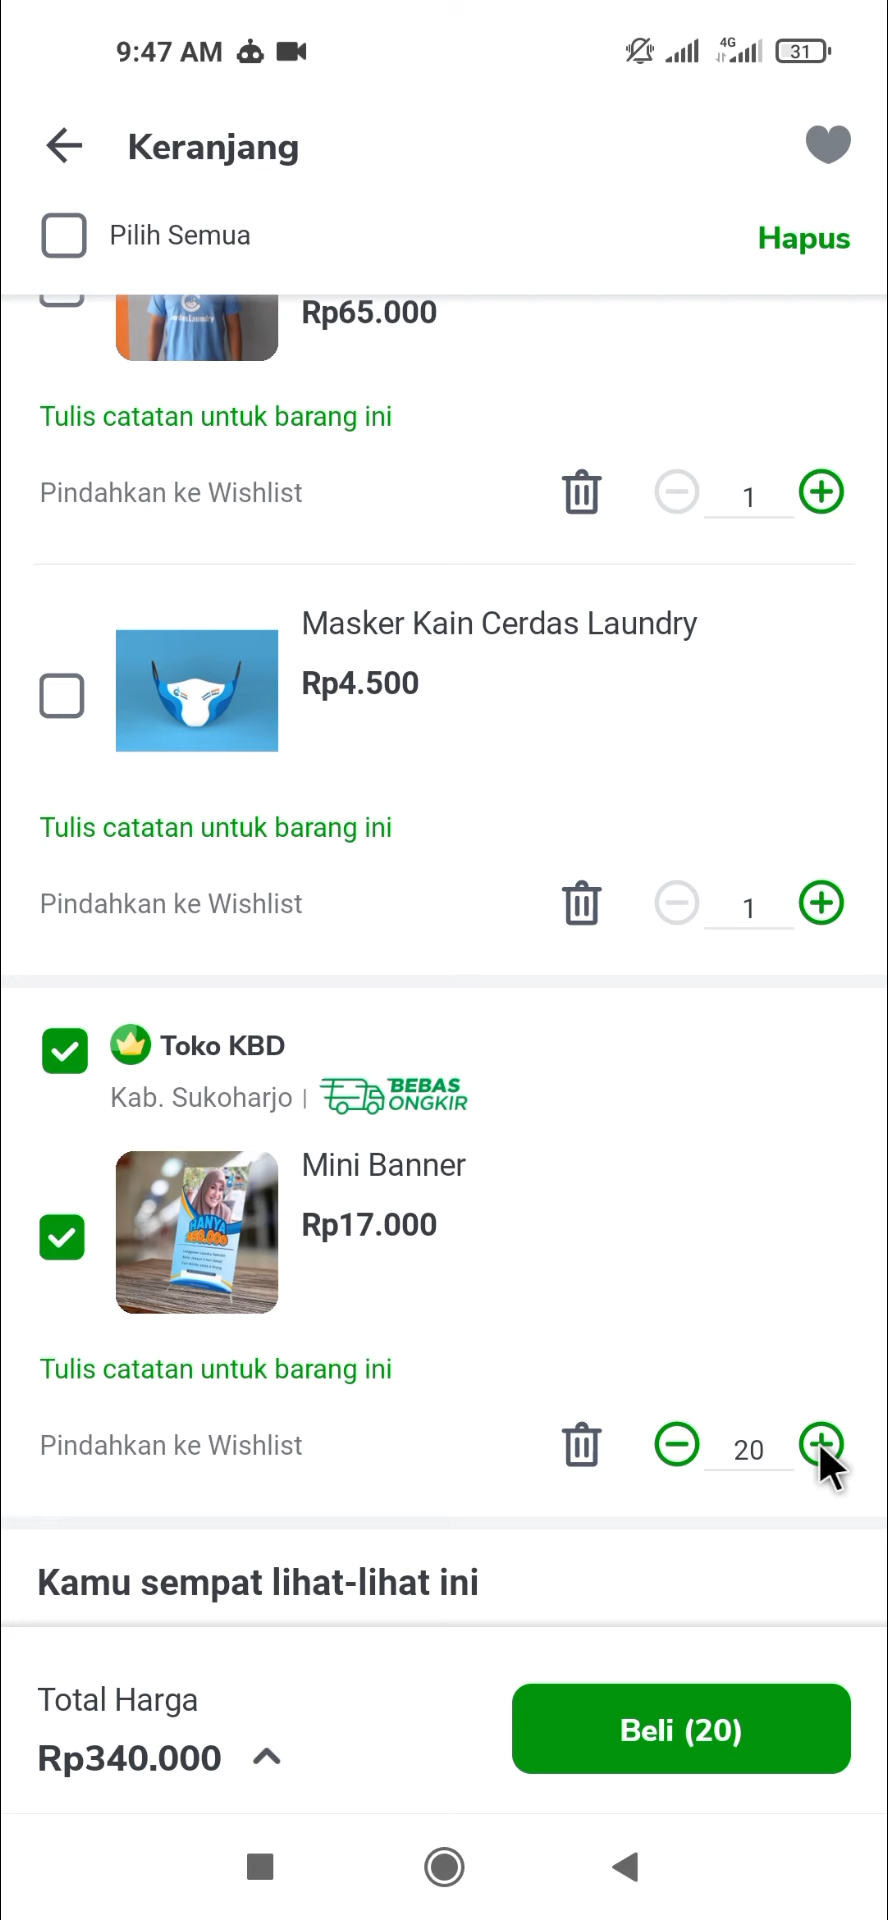 9:47 AM
4G
31
Keranjang
Pilih Semua
Hapus
Rp65.000
Tulis catatan untuk barang ini
Pindahkan ke Wishlist
1
Masker Kain Cerdas Laundry
Rp4.500
Tulis catatan untuk barang ini
Pindahkan ke Wishlist
1
Toko KBD
Kab. Sukoharjo |
BEBAS
ONGKIR
Mini Banner
Rp17.000
HANYA
Tulis catatan untuk barang ini
Pindahkan ke Wishlist
20
Kamu sempat lihat-lihat ini
Total Harga
Rp340.000
Beli (20)